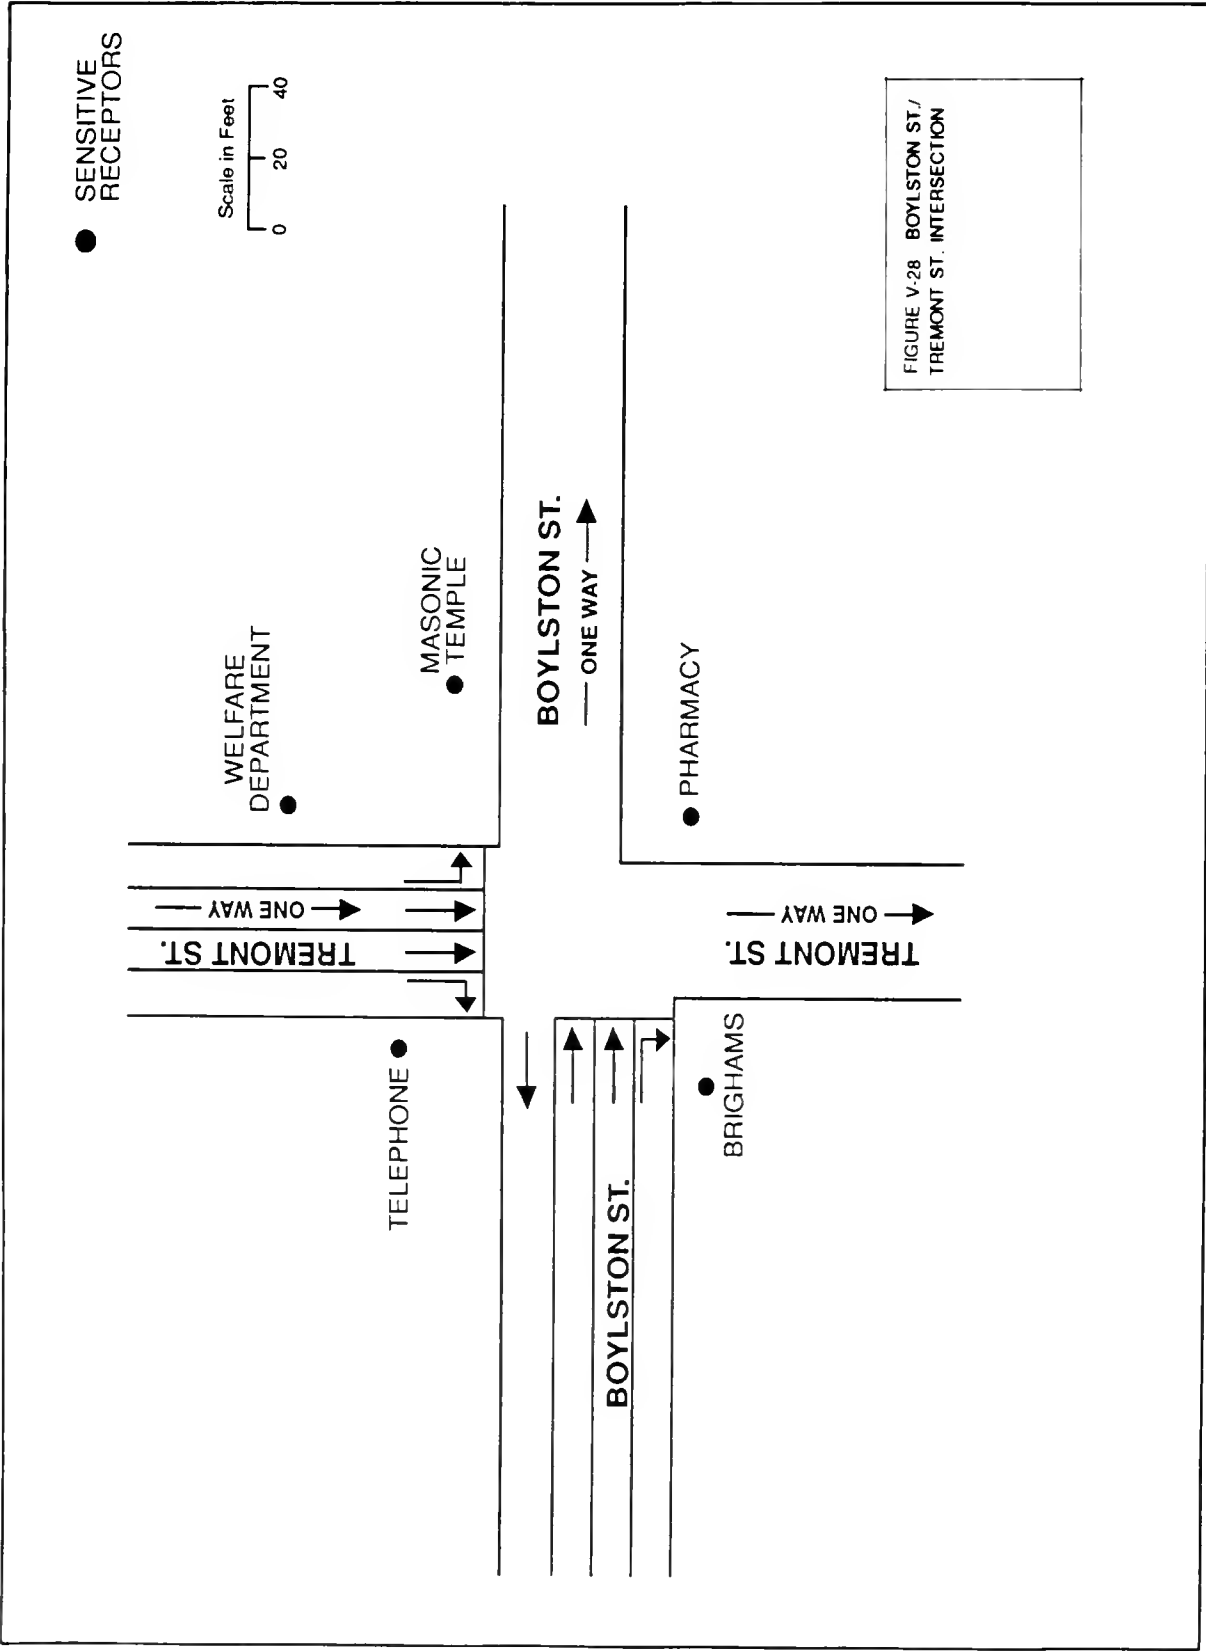 SENSITIVE
RECEPTORS
Scale in Feet
0 20 40
WELFARE
DEPARTMENT
MASONIC
TEMPLE
TREMONT ST.
ONE WAY
TELEPHONE
BOYLSTON ST.
ONE WAY
BOYLSTON ST.
PHARMACY
BRIGHAMS
TREMONT ST.
ONE WAY
FIGURE V-28 BOYLSTON ST./
TREMONT ST. INTERSECTION